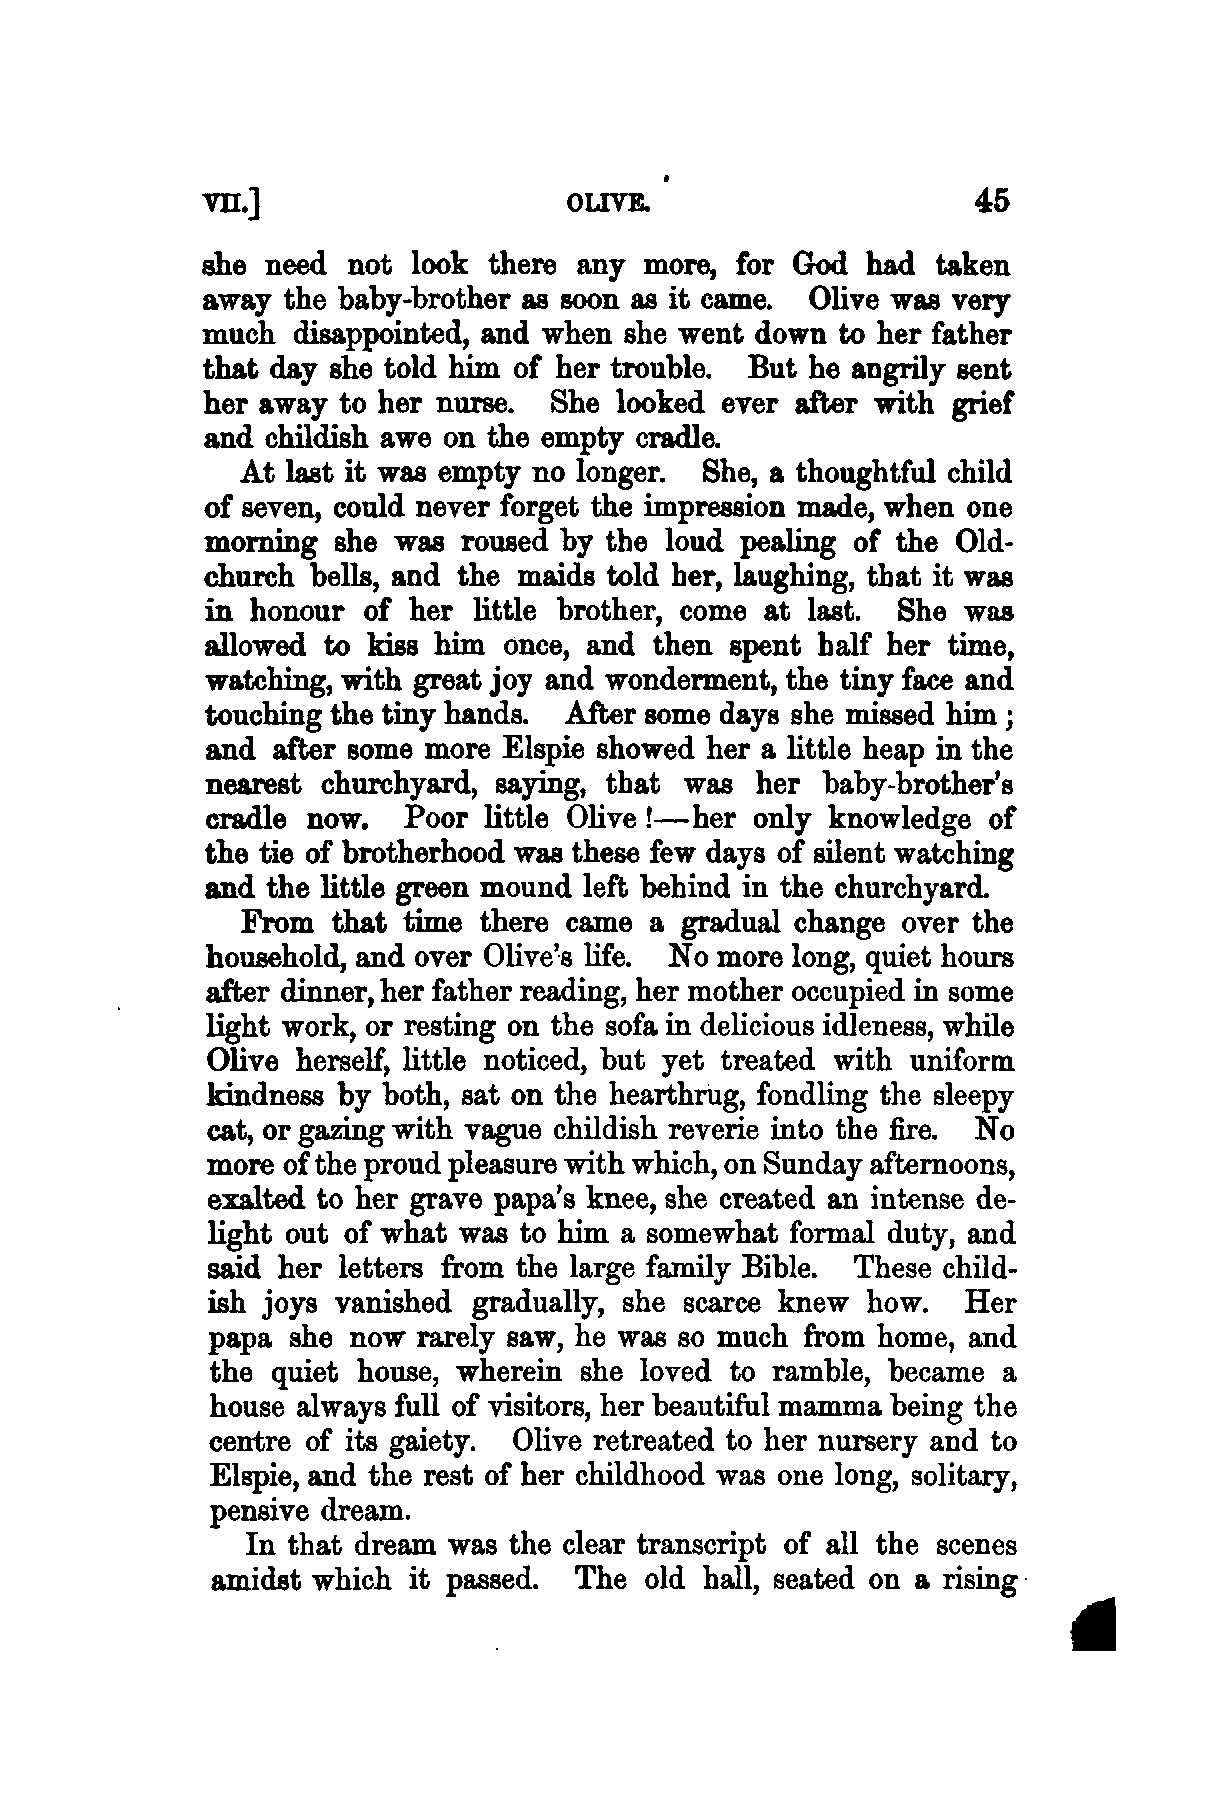 VII.] OLIVE. 45
she need not look there any more, for God had taken
away the baby-brother as soon as it came. Olive was very
much disappointed, and when she went down to her father
that day she told him of her trouble. But he angrily sent
her away to her nurse. She looked ever after with grief
and childish awe on the empty cradle.
At last it was empty no longer. She, a thoughtful child
of seven, could never forget the impression made, when one
morning she was roused by the loud pealing of the Old-
church bells, and the maids told her, laughing, that it was
in honour of her little brother, come at last. She was
allowed to kiss him once, and then spent half her time,
watching, with great joy and wonderment, the tiny face and
touching the tiny hands. After some days she missed him ;
and after some more Elspie showed her a little heap in the
nearest churchyard, saying, that was her baby-brother's
cradle now. Poor little Olive !—her only knowledge of
the tie of brotherhood was these few days of silent watching
and the little green mound left behind in the churchyard.
From that time there came a gradual change over the
household, and over Olive's life. No more long, quiet hours
after dinner, her father reading, her mother occupied in some
light work, or resting on the sofa in delicious idleness, while
Olive herself, little noticed, but yet treated with uniform
kindness by both, sat on the hearthrug, fondling the sleepy
cat, or gazing with vague childish reverie into the fire. No
more of the proud pleasure with which, on Sunday afternoons,
exalted to her grave papa's knee, she created an intense de-
light out of what was to him a somewhat formal duty, and
said her letters from the large family Bible. These child-
ish joys vanished gradually, she scarce knew how. Her
papa she now rarely saw, he was so much from home, and
the quiet house, wherein she loved to ramble, became a
house always full of visitors, her beautiful mamma being the
centre of its gaiety. Olive retreated to her nursery and to
Elspie, and the rest of her childhood was one long, solitary,
pensive dream.
In that dream was the clear transcript of all the scenes
amidst which it passed. The old hall, seated on a rising